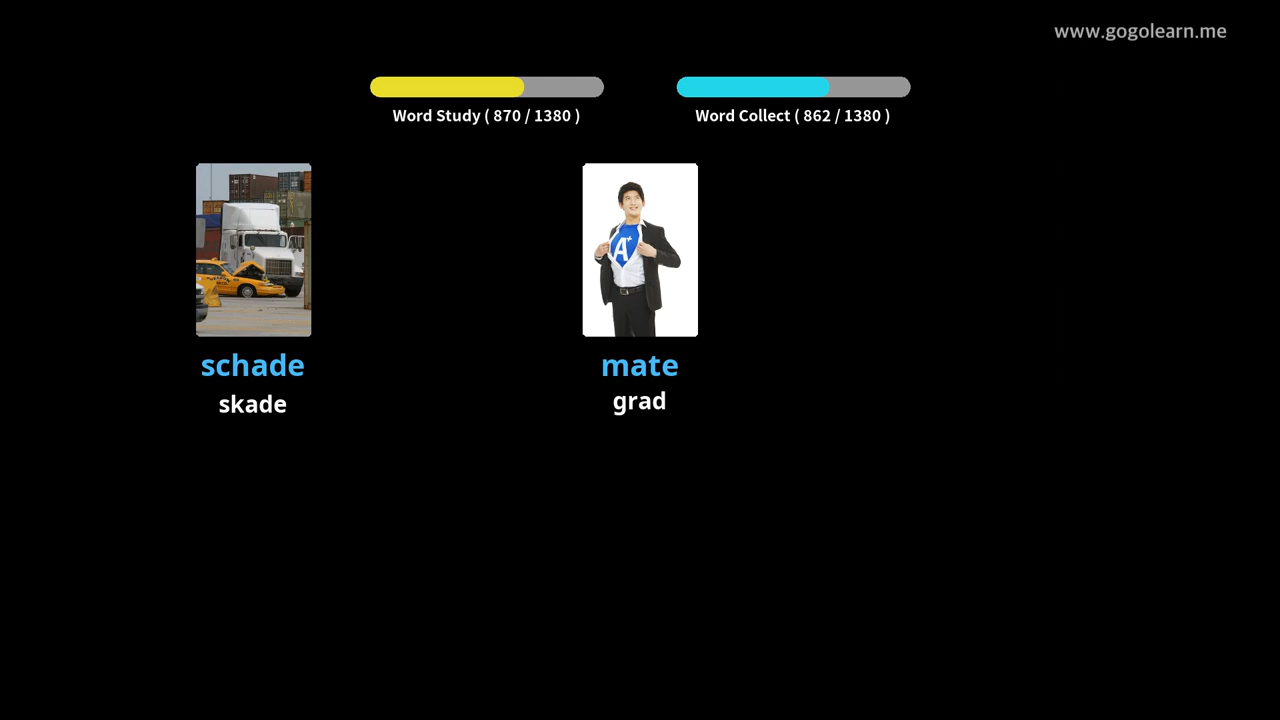 www.gogolearn.me
Word Study ( 870 / 1380 )
Word Collect ( 862 / 1380 )
A+
schade
mate
skade
grad